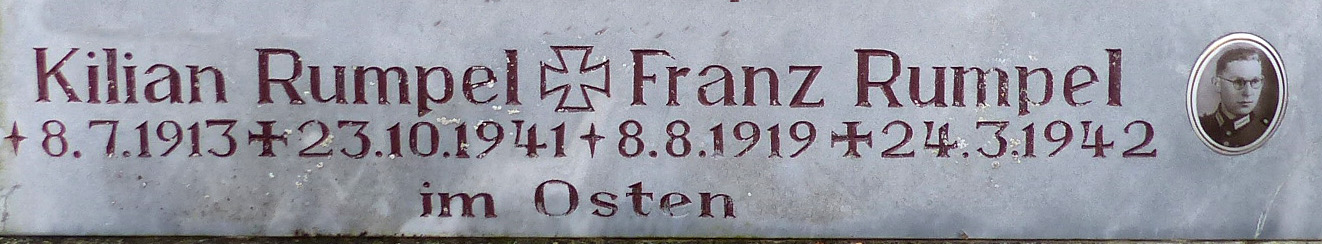 Kilian Rumpel Franz Rumpel
8.7.1913 23.10.1941 8.8.1919 24.3.1942
im Osten